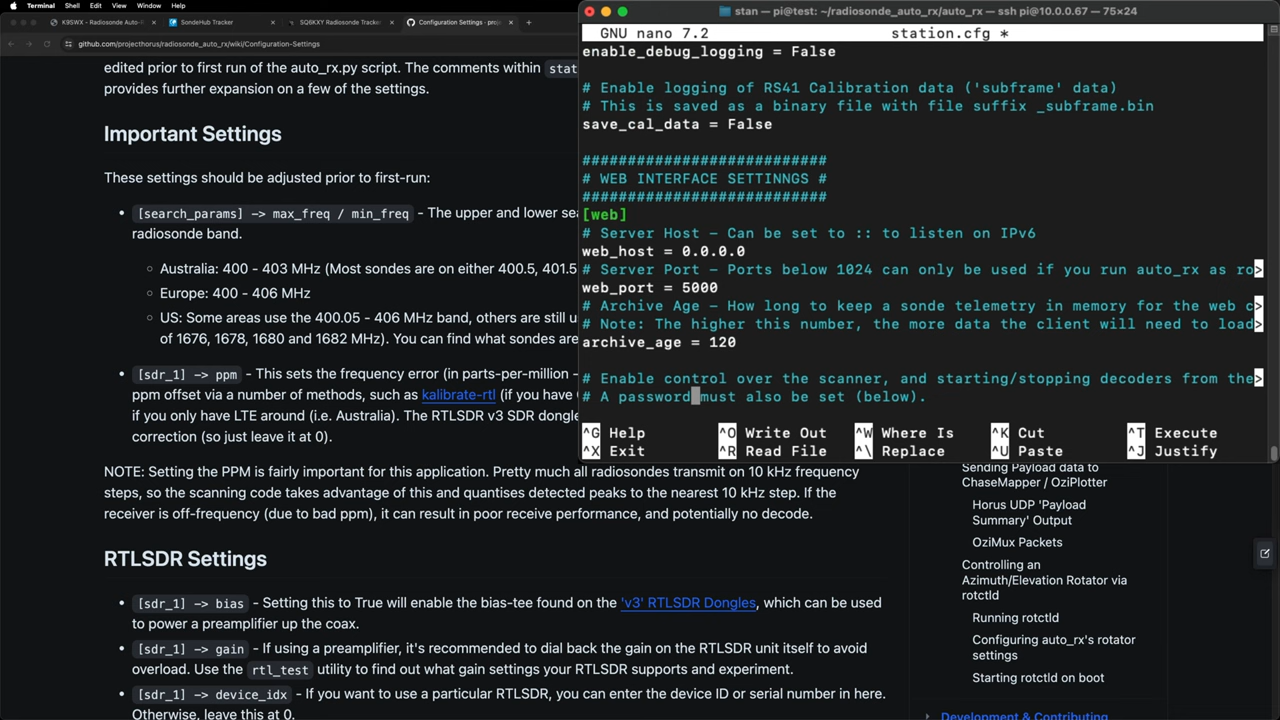 Terminal Shell Edit View Window Help
K9SWX - Radiosonde Auto-R
SondeHub Tracker
SQ6KXY Radiosonde Tracker
Configuration Settings · proje
github.com/projecthorus/radiosonde_auto_rx/wiki/Configuration-Settings
edited prior to first run of the auto_rx.py script. The comments within stat
provides further expansion on a few of the settings.
Important Settings
These settings should be adjusted prior to first-run:
[search_params] -> max_freq / min_freq - The upper and lower sea
radiosonde band.
Australia: 400 - 403 MHz (Most sondes are on either 400.5, 401.5
Europe: 400 - 406 MHz
US: Some areas use the 400.05 - 406 MHz band, others are still u
of 1676, 1678, 1680 and 1682 MHz). You can find what sondes are
[sdr_1] -> ppm - This sets the frequency error (in parts-per-million -
ppm offset via a number of methods, such as kalibrate-rtl (if you have
if you only have LTE around (i.e. Australia). The RTLSDR v3 SDR dongle
correction (so just leave it at 0).
NOTE: Setting the PPM is fairly important for this application. Pretty much all radiosondes transmit on 10 kHz frequency
steps, so the scanning code takes advantage of this and quantises detected peaks to the nearest 10 kHz step. If the
receiver is off-frequency (due to bad ppm), it can result in poor receive performance, and potentially no decode.
RTLSDR Settings
[sdr_1] -> bias - Setting this to True will enable the bias-tee found on the 'v3' RTLSDR Dongles, which can be used
to power a preamplifier up the coax.
[sdr_1] -> gain - If using a preamplifier, it's recommended to dial back the gain on the RTLSDR unit itself to avoid
overload. Use the rtl_test utility to find out what gain settings your RTLSDR supports and experiment.
[sdr_1] -> device_idx - If you want to use a particular RTLSDR, you can enter the device ID or serial number in here.
Otherwise, leave this at 0.
stan — pi@test: ~/radiosonde_auto_rx/auto_rx — ssh pi@10.0.0.67 — 75×24
GNU nano 7.2 station.cfg *
enable_debug_logging = False
# Enable logging of RS41 Calibration data ('subframe' data)
# This is saved as a binary file with file suffix _subframe.bin
save_cal_data = False
###########################
# WEB INTERFACE SETTINNGS #
###########################
[web]
# Server Host - Can be set to :: to listen on IPv6
web_host = 0.0.0.0
# Server Port - Ports below 1024 can only be used if you run auto_rx as ro>
web_port = 5000
# Archive Age - How long to keep a sonde telemetry in memory for the web c>
# Note: The higher this number, the more data the client will need to load>
archive_age = 120
# Enable control over the scanner, and starting/stopping decoders from the>
# A password must also be set (below).
^G Help ^O Write Out ^W Where Is ^K Cut ^T Execute
^X Exit ^R Read File ^\ Replace ^U Paste ^J Justify
Sending Payload data to
ChaseMapper / OziPlotter
Horus UDP 'Payload
Summary' Output
OziMux Packets
Controlling an
Azimuth/Elevation Rotator via
rotctld
Running rotctld
Configuring auto_rx's rotator
settings
Starting rotctld on boot
Development & Contributing